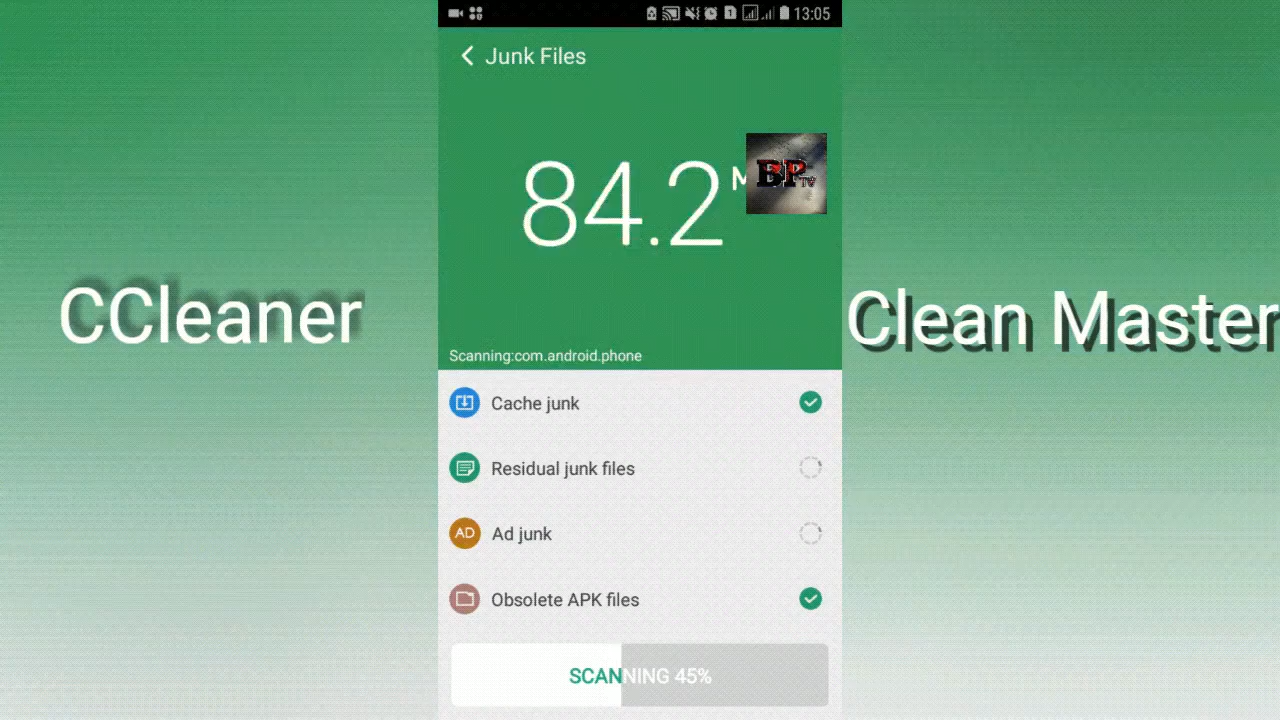 13:05
Junk Files
84.2 M
BP TV
CCleaner
Clean Master
Scanning:com.android.phone
Cache junk
Residual junk files
AD Ad junk
Obsolete APK files
SCANNING 45%